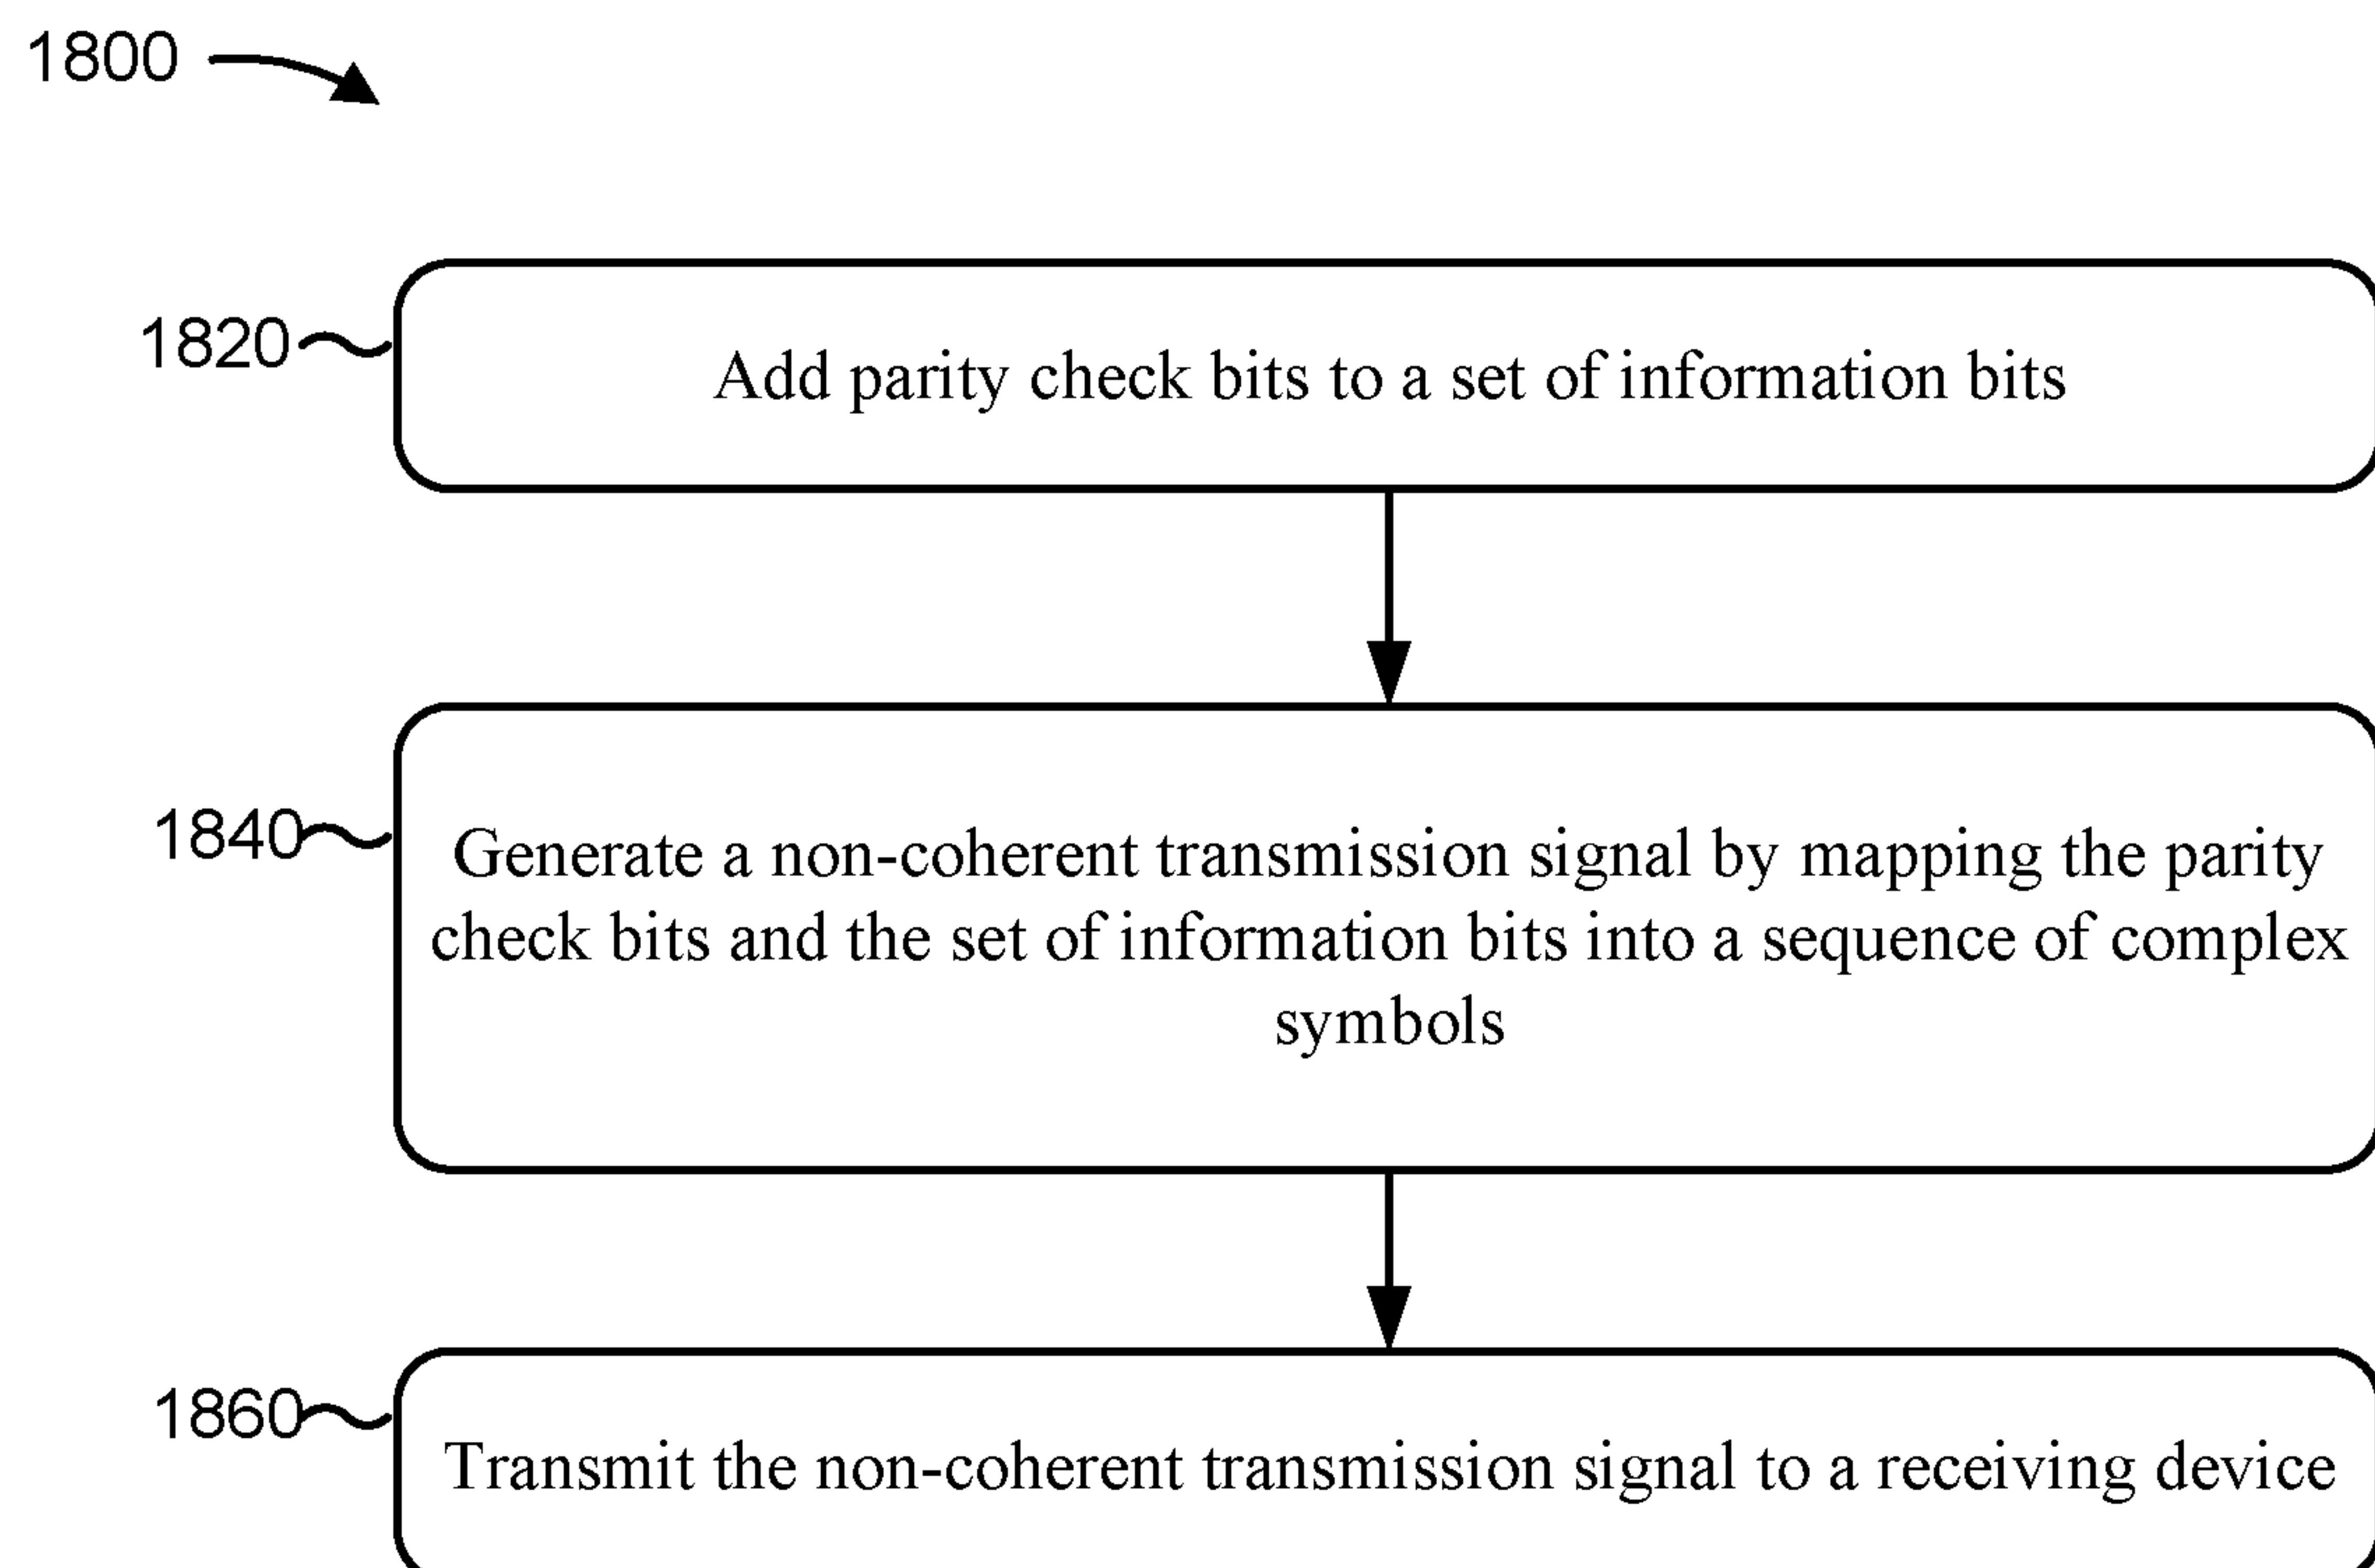 1800
1820
Add parity check bits to a set of information bits
1840
Generate a non-coherent transmission signal by mapping the parity
check bits and the set of information bits into a sequence of complex
symbols
1860
Transmit the non-coherent transmission signal to a receiving device